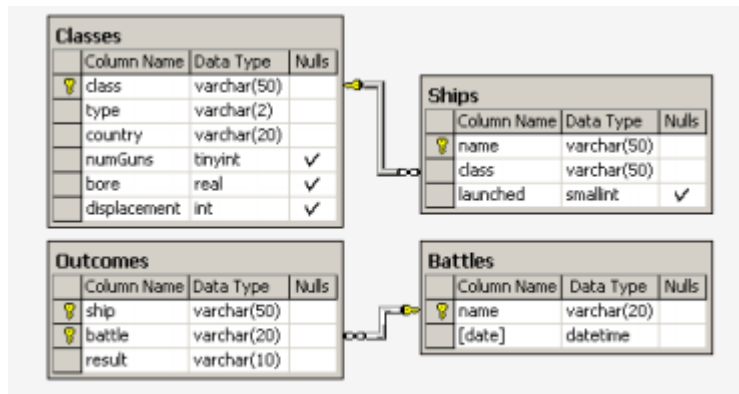 Classes
Column Name Data Type Nulls
class varchar(50)
type varchar(2)
country varchar(20)
numGuns tinyint
bore real
displacement int
Ships
Column Name Data Type Nulls
name varchar(50)
class varchar(50)
launched smallint
Outcomes
Column Name Data Type Nulls
ship varchar(50)
battle varchar(20)
result varchar(10)
Battles
Column Name Data Type Nulls
name varchar(20)
[date] datetime